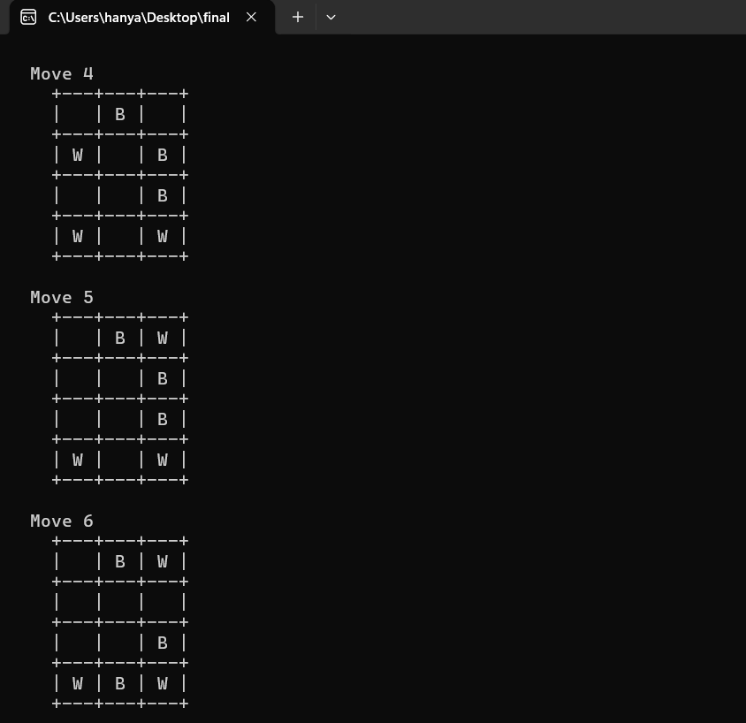 C:\Users\hanya\Desktop\final
Move 4
+---+---+---+
|   | B |   |
+---+---+---+
| W |   | B |
+---+---+---+
|   |   | B |
+---+---+---+
| W |   | W |
+---+---+---+
Move 5
+---+---+---+
|   | B | W |
+---+---+---+
|   |   | B |
+---+---+---+
|   |   | B |
+---+---+---+
| W |   | W |
+---+---+---+
Move 6
+---+---+---+
|   | B | W |
+---+---+---+
|   |   |   |
+---+---+---+
|   |   | B |
+---+---+---+
| W | B | W |
+---+---+---+